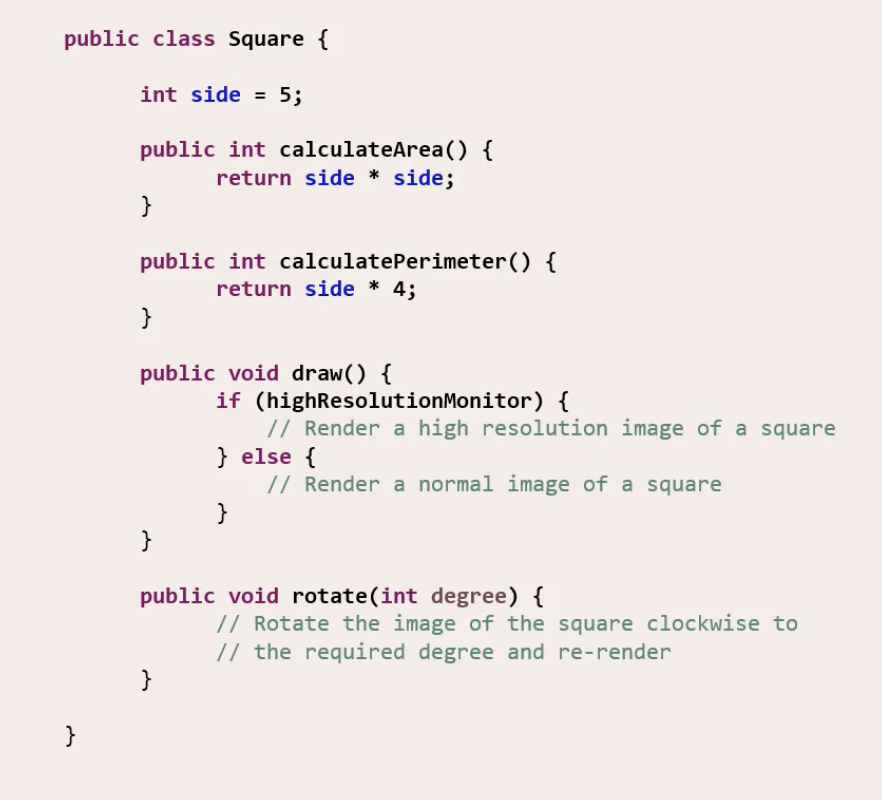 public class Square {
int side = 5;
public int calculateArea() {
return side * side;
}
public int calculatePerimeter() {
return side * 4;
}
public void draw() {
if (highResolutionMonitor) {
// Render a high resolution image of a square
} else {
// Render a normal image of a square
}
}
public void rotate(int degree) {
// Rotate the image of the square clockwise to
// the required degree and re-render
}
}